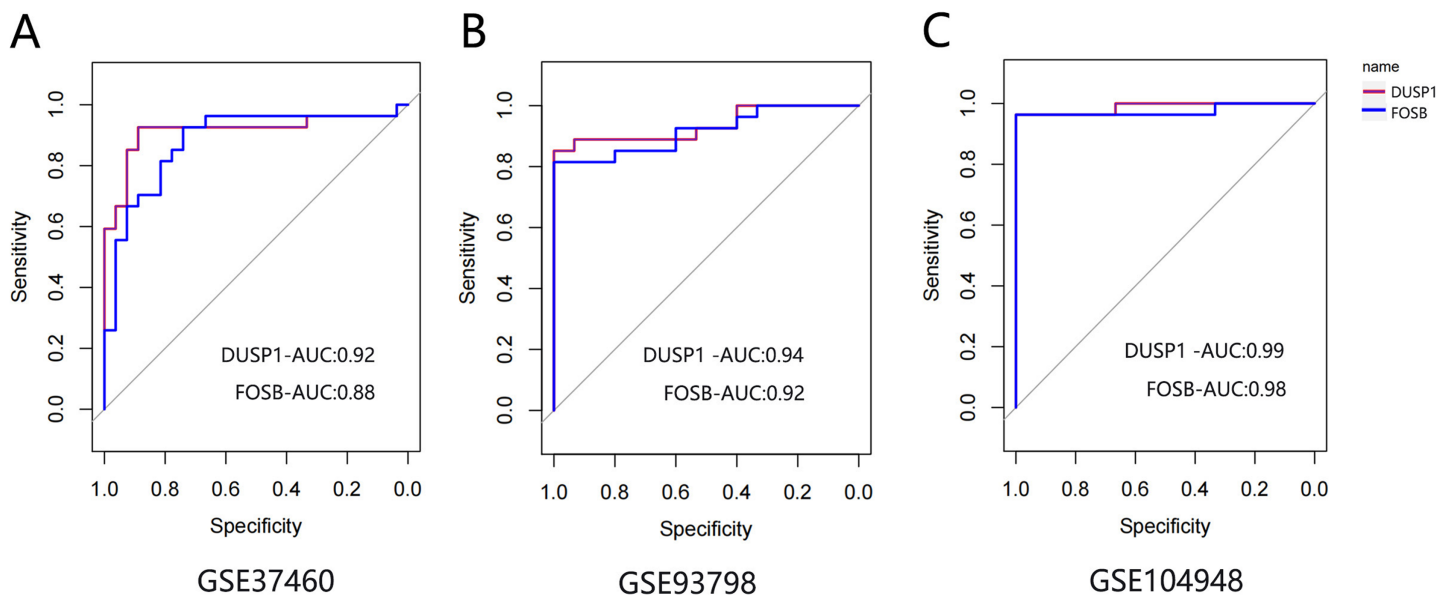 A
B
C
name
DUSP1
FOSB
Sensitivity
1.0
0.8
0.6
0.4
0.2
0.0
DUSP1-AUC:0.92
FOSB-AUC:0.88
1.0 0.8 0.6 0.4 0.2 0.0
Specificity
GSE37460
Sensitivity
1.0
0.8
0.6
0.4
0.2
0.0
DUSP1 -AUC:0.94
FOSB-AUC:0.92
1.0 0.8 0.6 0.4 0.2 0.0
Specificity
GSE93798
Sensitivity
1.0
0.8
0.6
0.4
0.2
0.0
DUSP1 -AUC:0.99
FOSB-AUC:0.98
1.0 0.8 0.6 0.4 0.2 0.0
Specificity
GSE104948